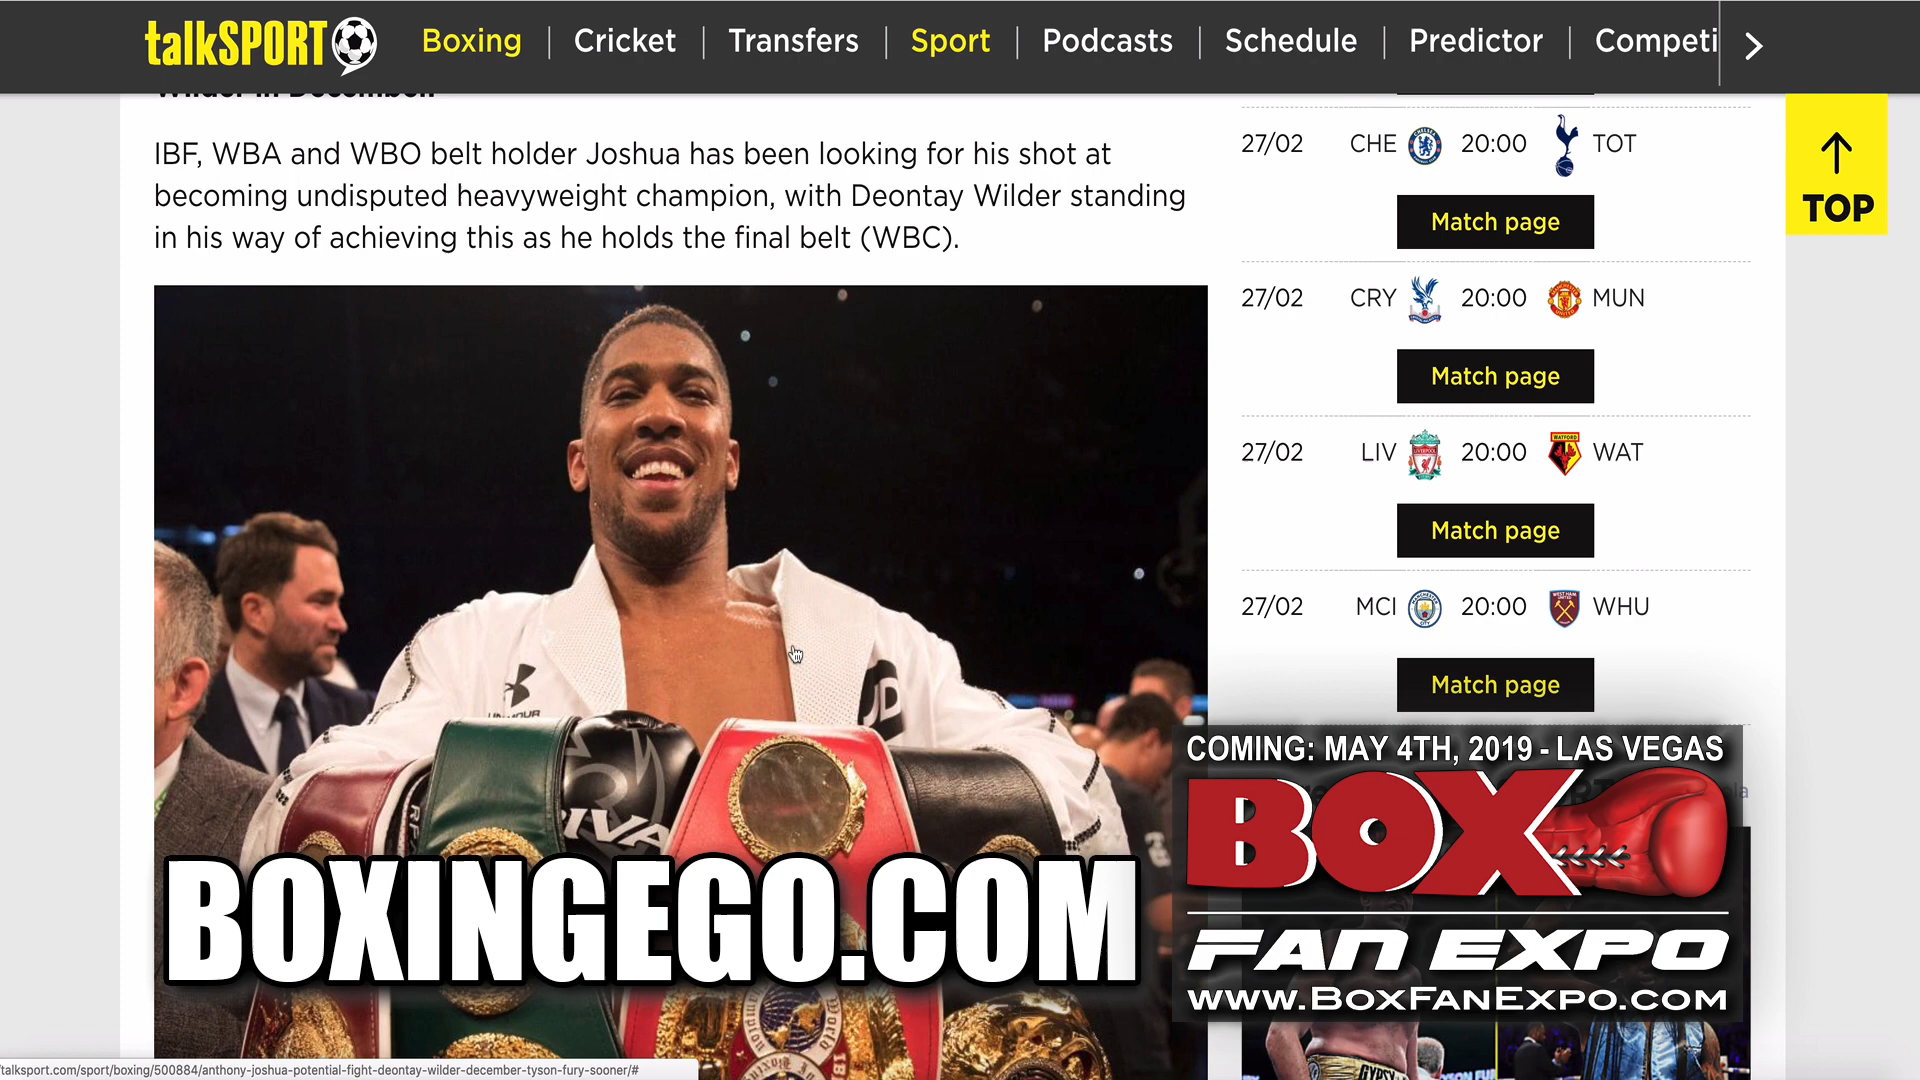 talkSPORT
Boxing
Cricket
Transfers
Sport
Podcasts
Schedule
Predictor
Competi
Wilder in December.
IBF, WBA and WBO belt holder Joshua has been looking for his shot at
becoming undisputed heavyweight champion, with Deontay Wilder standing
in his way of achieving this as he holds the final belt (WBC).
27/02 CHE 20:00 TOT
Match page
27/02 CRY 20:00 MUN
Match page
27/02 LIV 20:00 WAT
Match page
27/02 MCI 20:00 WHU
Match page
TOP
JD
COMING: MAY 4TH, 2019 - LAS VEGAS
BOX
FAN EXPO
WWW.BOXFANEXPO.COM
BOXINGEGO.COM
talksport.com/sport/boxing/500884/anthony-joshua-potential-fight-deontay-wilder-december-tyson-fury-sooner/#